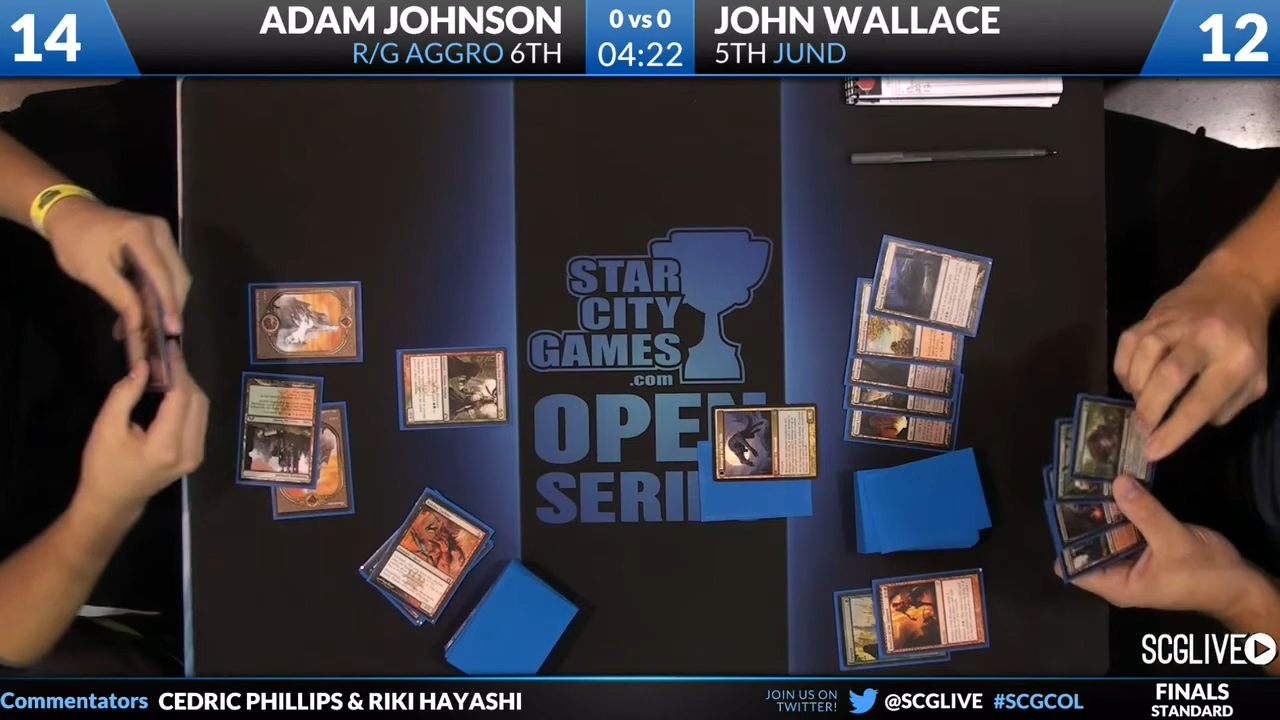 14
ADAM JOHNSON
R/G AGGRO 6TH
0 vs 0
04:22
JOHN WALLACE
5TH JUND
12
STAR
CITY
GAMES
.com
OPEN
SERI
SCGLIVE
Commentators CEDRIC PHILLIPS & RIKI HAYASHI
JOIN US ON
TWITTER!
@SCGLIVE #SCGCOL
FINALS
STANDARD